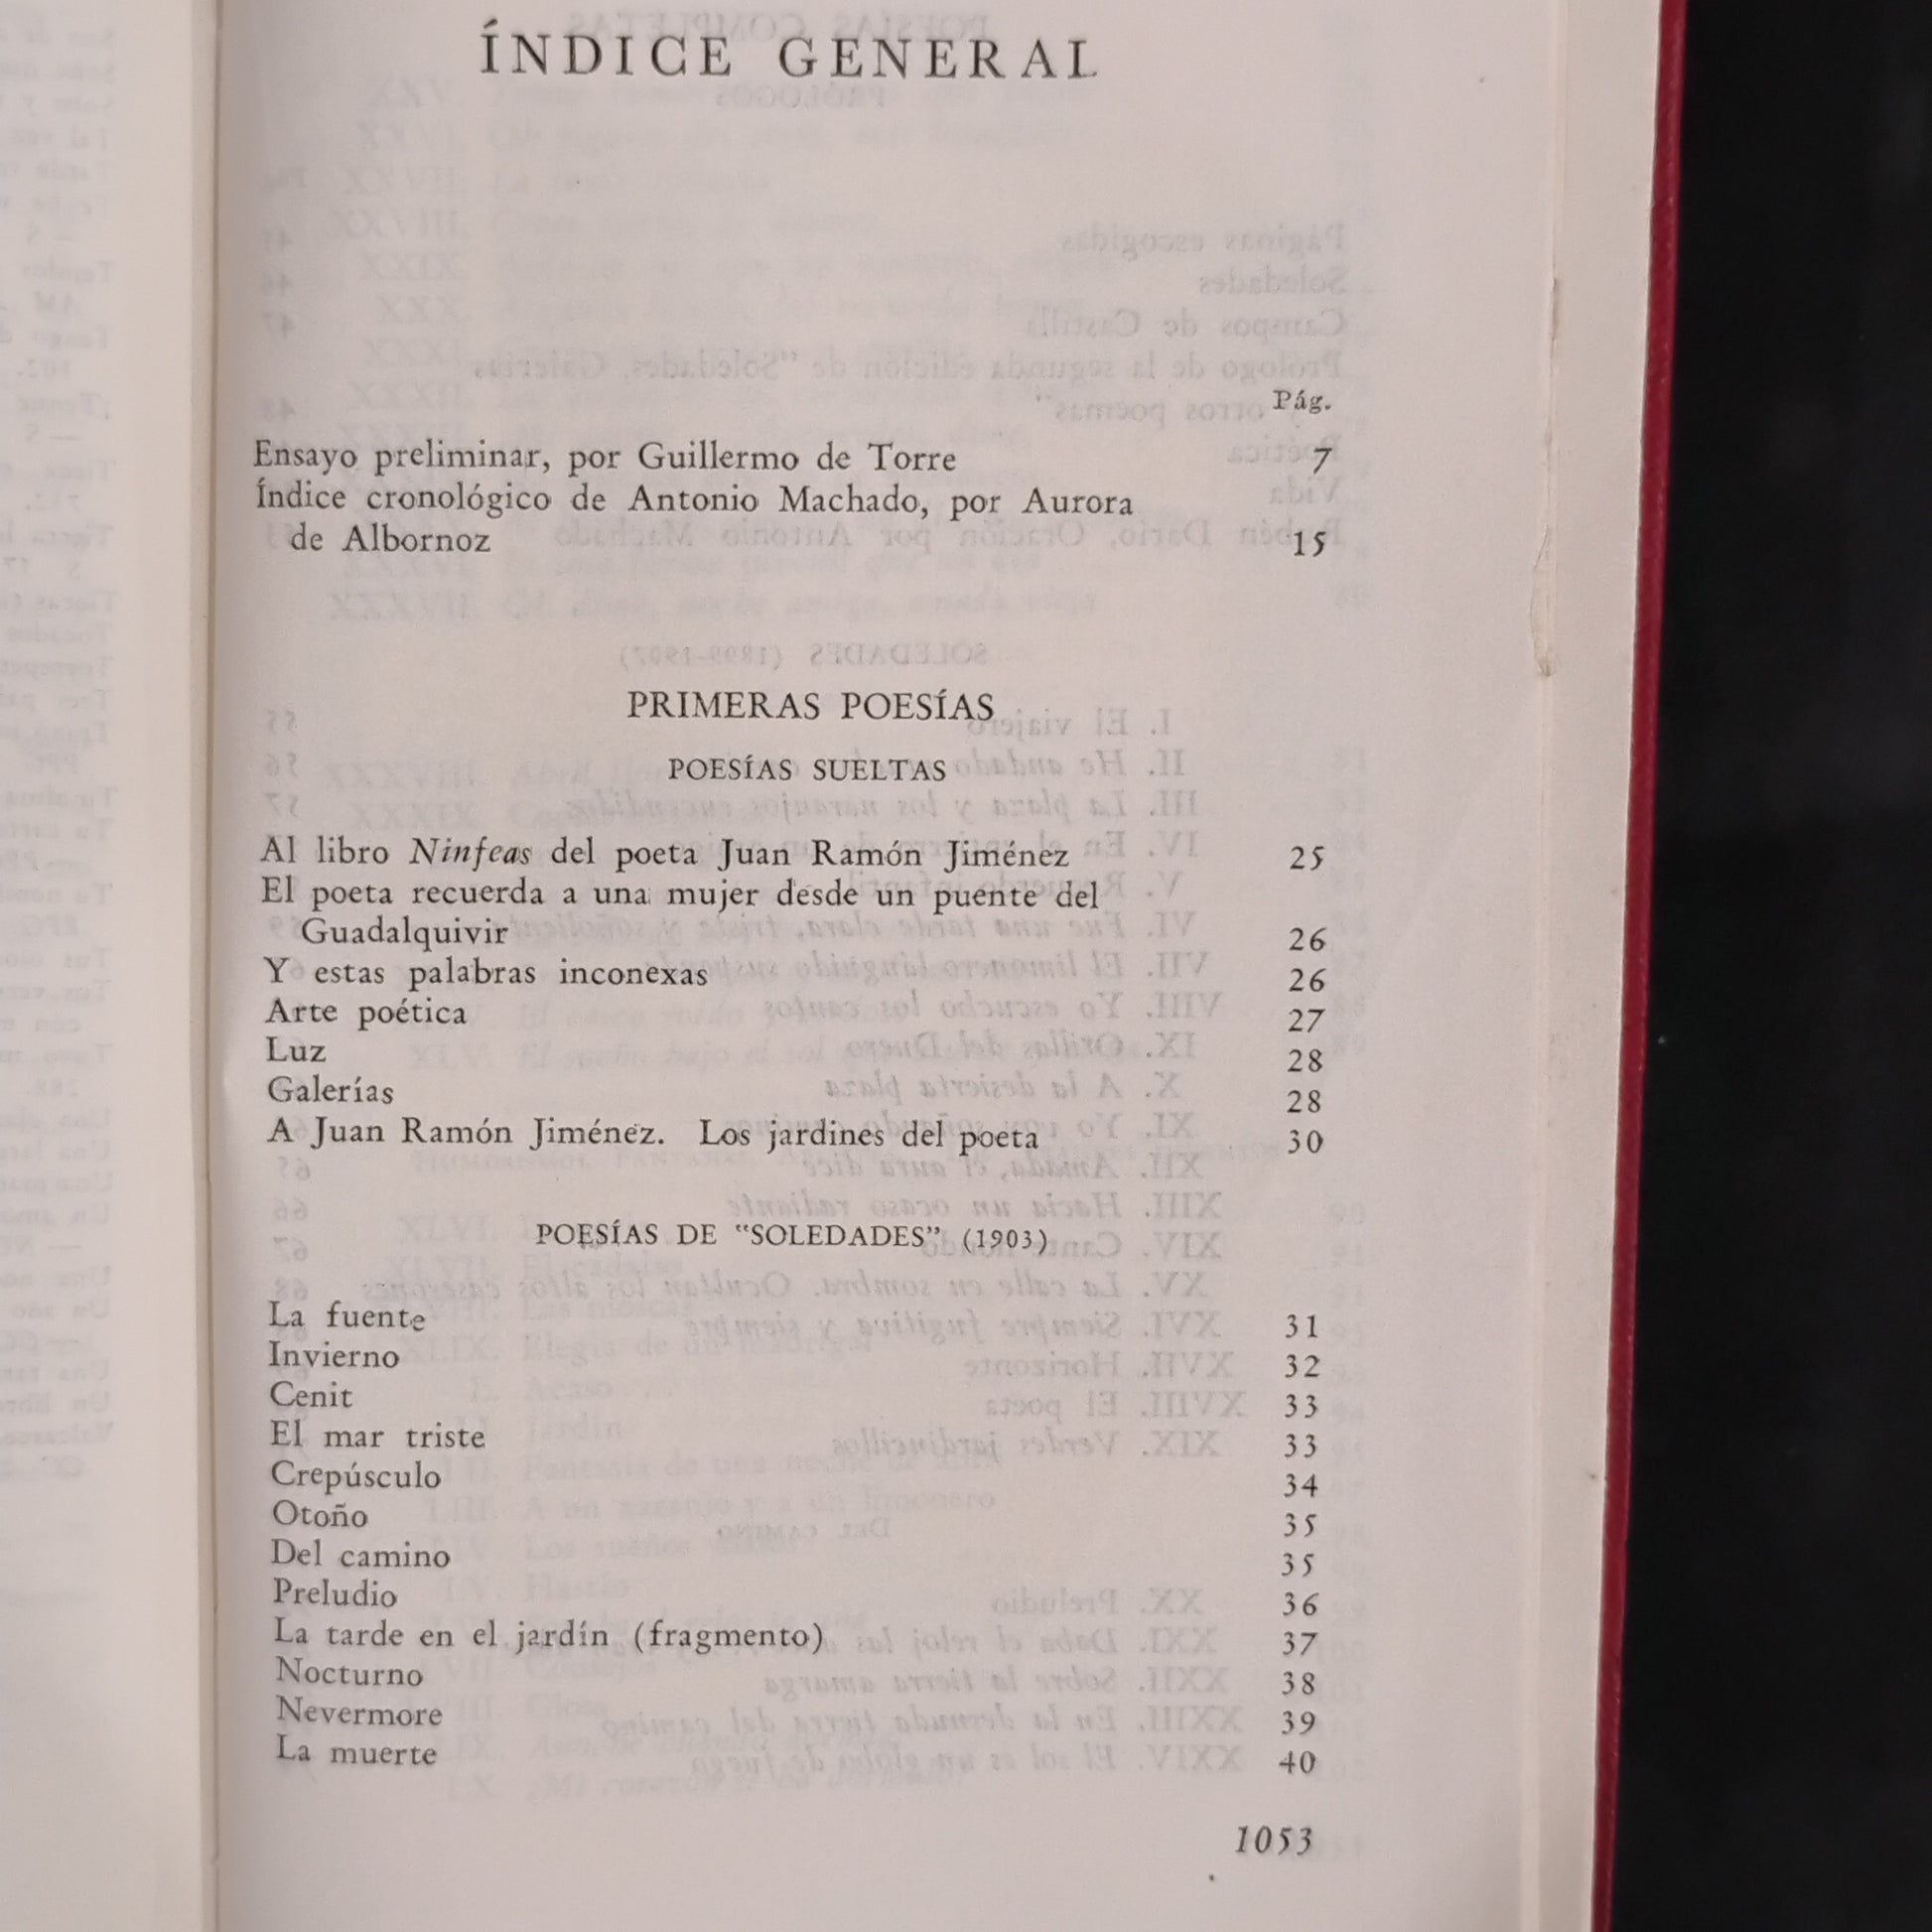 ÍNDICE GENERAL
Pág.
Ensayo preliminar, por Guillermo de Torre 7
Índice cronológico de Antonio Machado, por Aurora
de Albornoz 15
PRIMERAS POESÍAS
POESÍAS SUELTAS
Al libro Ninfeas del poeta Juan Ramón Jiménez 25
El poeta recuerda a una mujer desde un puente del
Guadalquivir 26
Y estas palabras inconexas 26
Arte poética 27
Luz 28
Galerías 28
A Juan Ramón Jiménez. Los jardines del poeta 30
POESÍAS DE “SOLEDADES” (1903)
La fuente 31
Invierno 32
Cenit 33
El mar triste 33
Crepúsculo 34
Otoño 35
Del camino 35
Preludio 36
La tarde en el jardín (fragmento) 37
Nocturno 38
Nevermore 39
La muerte 40
1053